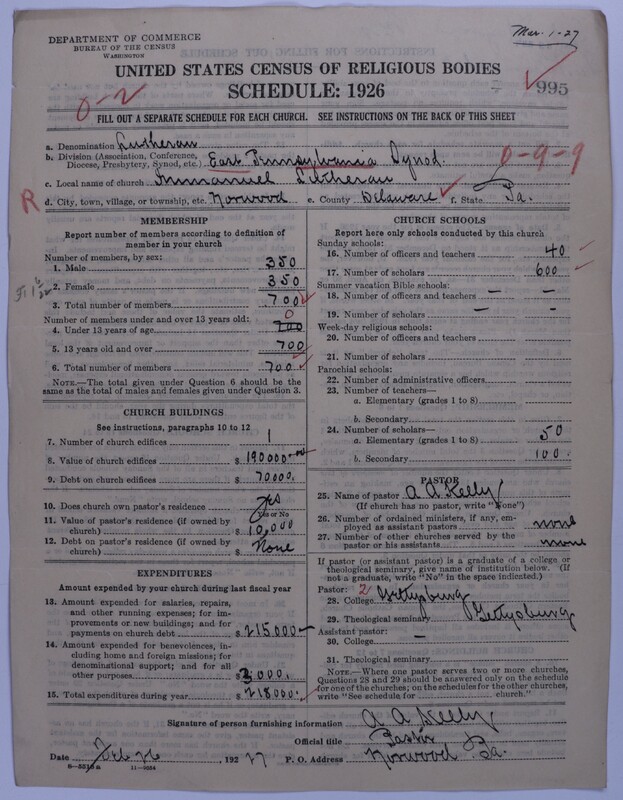 DEPARTMENT OF COMMERCE
BUREAU OF THE CENSUS
WASHINGTON
Mar. 1-27
UNITED STATES CENSUS OF RELIGIOUS BODIES
SCHEDULE: 1926
995
0-2
FILL OUT A SEPARATE SCHEDULE FOR EACH CHURCH. SEE INSTRUCTIONS ON THE BACK OF THIS SHEET
a. Denomination Lutheran
b. Division (Association, Conference, Diocese, Presbytery, Synod, etc.) East Pennsylvania Synod.
0-9-9
c. Local name of church Immanuel Lutheran
R
d. City, town, village, or township, etc. Norwood e. County Delaware f. State Pa.
MEMBERSHIP
Report number of members according to definition of member in your church
Number of members, by sex:
1. Male 350
2. Female 350
3. Total number of members 700
Number of members under and over 13 years old:
0
4. Under 13 years of age 700
5. 13 years old and over 700
6. Total number of members 700
NOTE.—The total given under Question 6 should be
same as the total of males and females given under Question 3.
CHURCH BUILDINGS
See instructions, paragraphs 10 to 12
7. Number of church edifices 1
8. Value of church edifices $ 190000.00
9. Debt on church edifices $ 70000.
10. Does church own pastor's residence yes
Yes or No
11. Value of pastor's residence (if owned by
church) $ 10,000
12. Debt on pastor's residence (if owned by
church) $ None
EXPENDITURES
Amount expended by your church during last fiscal year
13. Amount expended for salaries, repairs,
and other running expenses; for im-
provements or new buildings; and for
payments on church debt $ 215000
14. Amount expended for benevolences, in-
cluding home and foreign missions; for
denominational support; and for all
other purposes $ 3,000.
15. Total expenditures during year $ 218000.
CHURCH SCHOOLS
Report here only schools conducted by this church
Sunday schools:
16. Number of officers and teachers 40
17. Number of scholars 600
Summer vacation Bible schools:
18. Number of officers and teachers — —
19. Number of scholars — —
Week-day religious schools:
20. Number of officers and teachers
21. Number of scholars
Parochial schools:
22. Number of administrative officers
23. Number of teachers—
a. Elementary (grades 1 to 8)
b. Secondary
24. Number of scholars—
a. Elementary (grades 1 to 8) 50
b. Secondary 100
PASTOR
25. Name of pastor A A Kelly
(If church has no pastor, write "None")
26. Number of ordained ministers, if any, em-
ployed as assistant pastors none
27. Number of other churches served by the
pastor or his assistants none
If pastor (or assistant pastor) is a graduate of a college or
theological seminary, give name of institution below. (If
not a graduate, write "No" in the space indicated.)
Pastor: 2
28. College Gettysburg
29. Theological seminary Gettysburg
Assistant pastor:
30. College —
31. Theological seminary
NOTE.—Where one pastor serves two or more churches,
Questions 28 and 29 should be answered only on the schedule
for one of the churches; on the schedules for the other churches,
write "See schedule for church."
Signature of person furnishing information A A Kelly
Official title Pastor
Date Feb 26, 1927 P. O. Address Norwood Pa.
11—9684